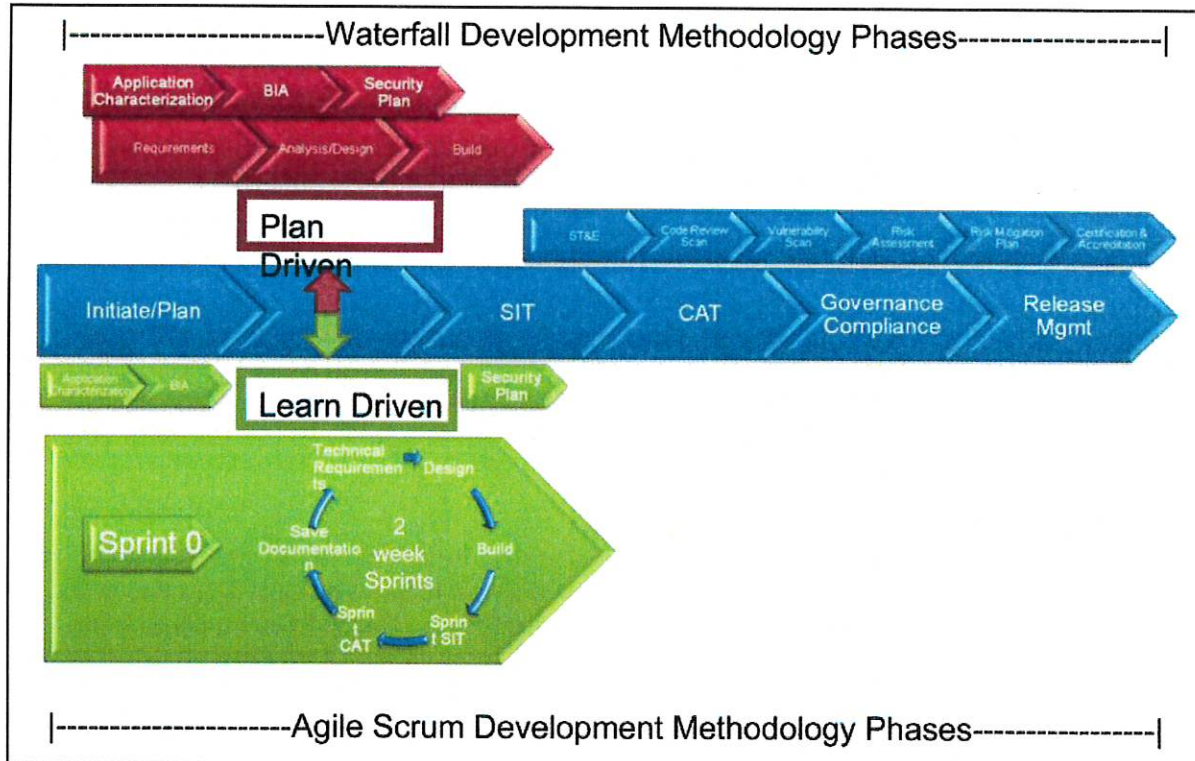 |-----------------------Waterfall Development Methodology Phases------------------|
Application
Characterization
BIA
Security
Plan
Requirements
Analysis/Design
Build
Plan
Driven
ST&E
Code Review
Scan
Vulnerability
Scan
Risk
Assessment
Risk Mitigation
Plan
Certification &
Accreditation
Initiate/Plan
SIT
CAT
Governance
Compliance
Release
Mgmt
Application
Characterization
BIA
Learn Driven
Security
Plan
Sprint 0
Technical
Requiremen
ts
Design
Build
Sprin
t SIT
Sprin
t
CAT
Save
Documentatio
n
2
week
Sprints
|---------------------Agile Scrum Development Methodology Phases----------------|